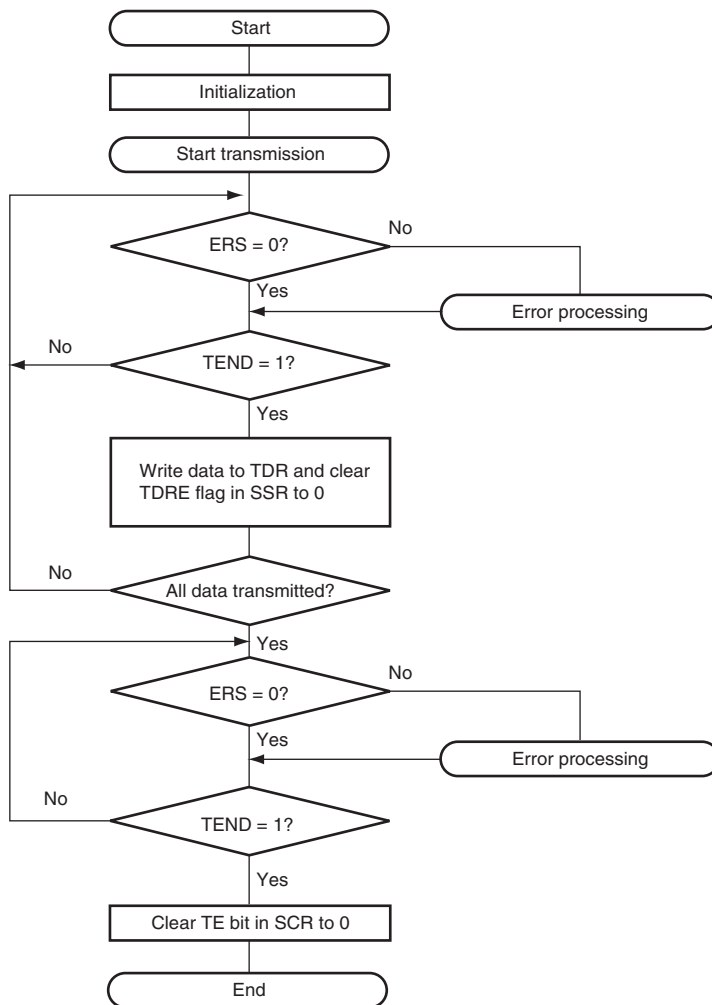 Start
Initialization
Start transmission
ERS = 0?
No
Yes
Error processing
No
TEND = 1?
Yes
Write data to TDR and clear
TDRE flag in SSR to 0
No
All data transmitted?
Yes
No
ERS = 0?
Yes
Error processing
No
TEND = 1?
Yes
Clear TE bit in SCR to 0
End